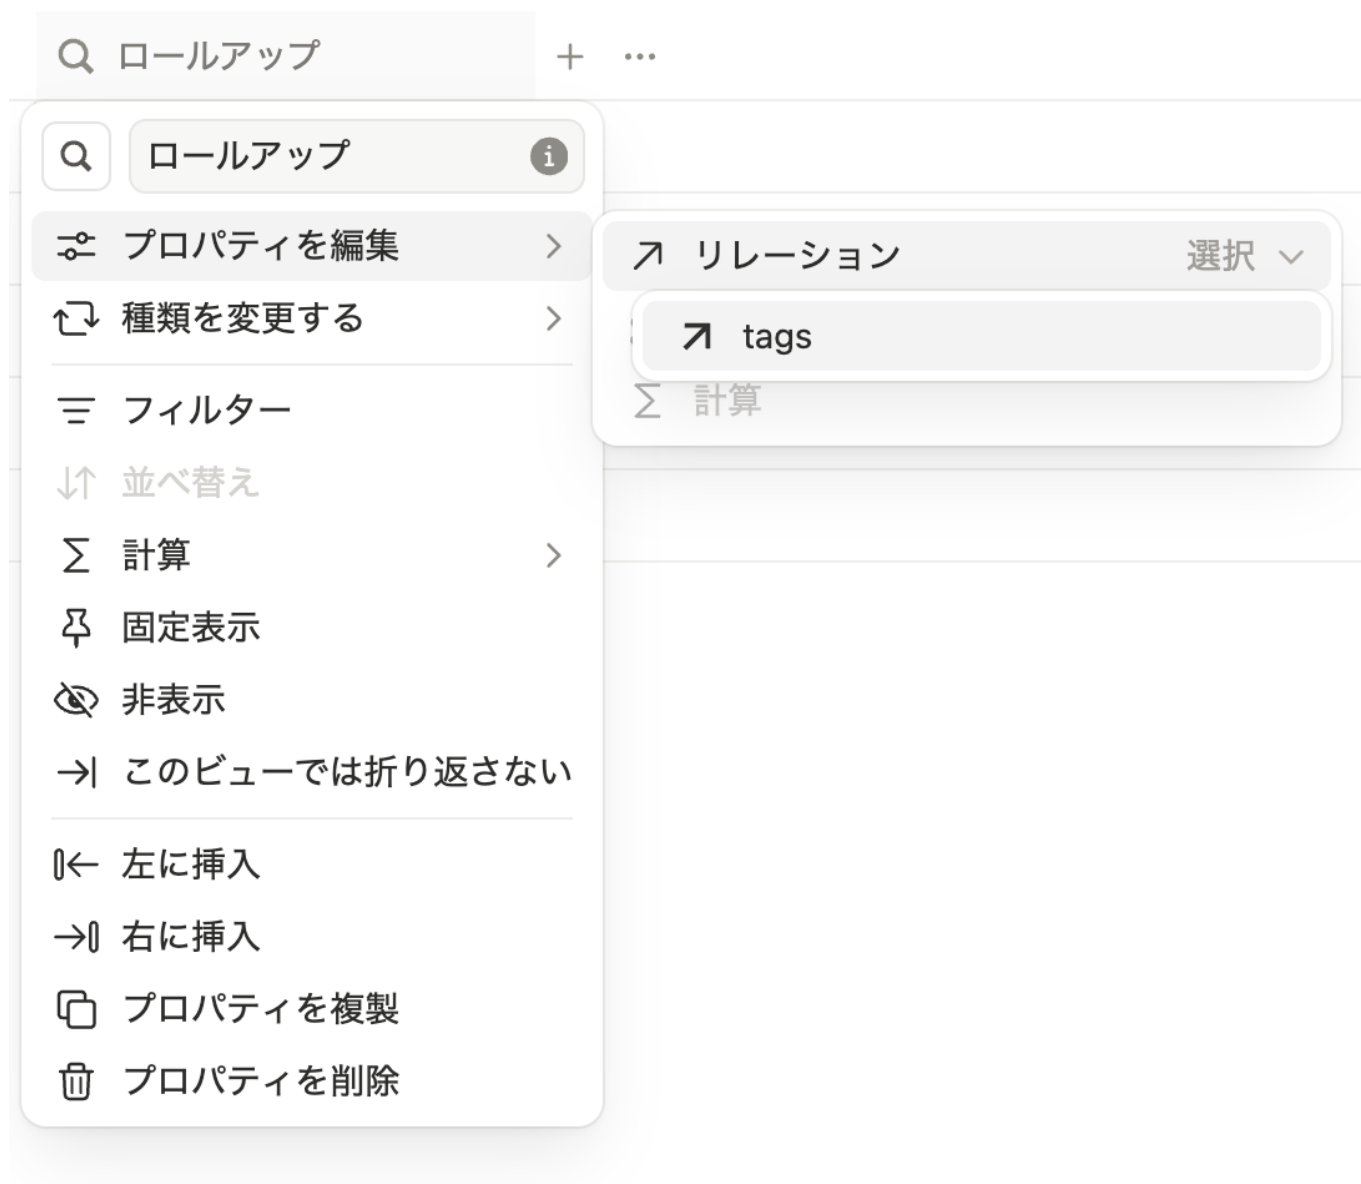 ロールアップ
ロールアップ
プロパティを編集
種類を変更する
フィルター
並べ替え
計算
固定表示
非表示
このビューでは折り返さない
左に挿入
右に挿入
プロパティを複製
プロパティを削除
リレーション 選択
tags
計算